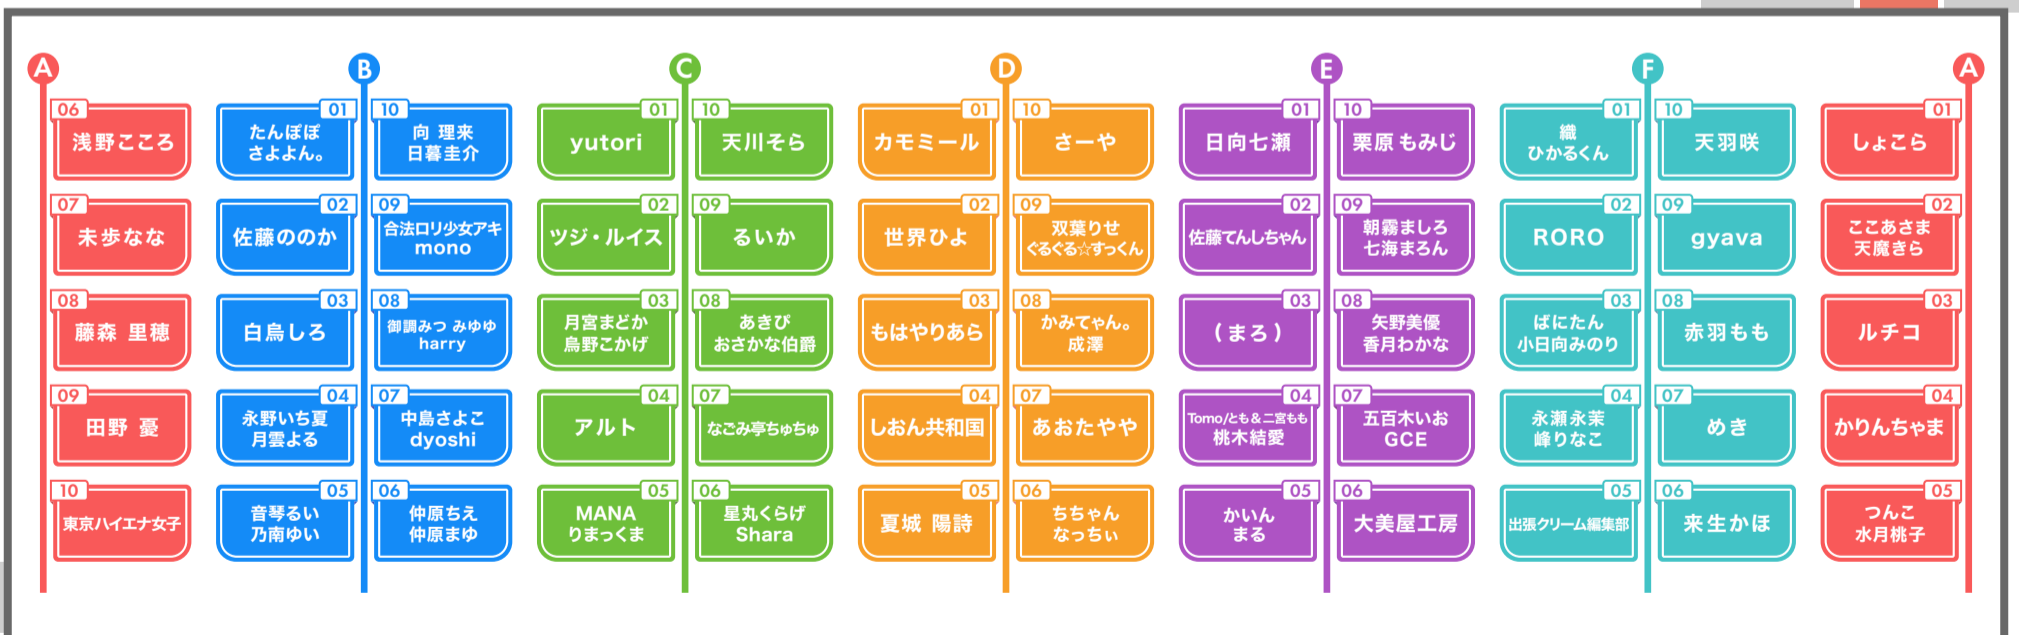 A
06
浅野こころ
07
未歩なな
08
藤森 里穂
09
田野 憂
10
東京ハイエナ女子
B
01
たんぽぽ
さよよん。
02
佐藤ののか
03
白鳥しろ
04
永野いち夏
月雲よる
05
音琴るい
乃南ゆい
10
向 理来
日暮圭介
09
合法ロリ少女アキ
mono
08
御調みつ みゆゆ
harry
07
中島さよこ
dyoshi
06
仲原ちえ
仲原まゆ
C
01
yutori
02
ツジ・ルイス
03
月宮まどか
鳥野こかげ
04
アルト
05
MANA
りまっくま
10
天川そら
09
るいか
08
あきぴ
おさかな伯爵
07
なごみ亭ちゅちゅ
06
星丸くらげ
Shara
D
01
カモミール
02
世界ひよ
03
もはやりあら
04
しおん共和国
05
夏城 陽詩
10
さーや
09
双葉りせ
ぐるぐる☆すっくん
08
かみてゃん。
成澤
07
あおたやや
06
ちちゃん
なっちぃ
E
01
日向七瀬
02
佐藤てんしちゃん
03
(まろ)
04
Tomo/とも&二宮もも
桃木結愛
05
かいん
まる
10
栗原 もみじ
09
朝霧ましろ
七海まろん
08
矢野美優
香月わかな
07
五百木いお
GCE
06
大美屋工房
F
01
織
ひかるくん
02
RORO
03
ばにたん
小日向みのり
04
永瀬永茉
峰りなこ
05
出張クリーム編集部
10
天羽咲
09
gyava
08
赤羽もも
07
めき
06
来生かほ
A
01
しょこら
02
ここあさま
天魔きら
03
ルチコ
04
かりんちゃま
05
つんこ
水月桃子